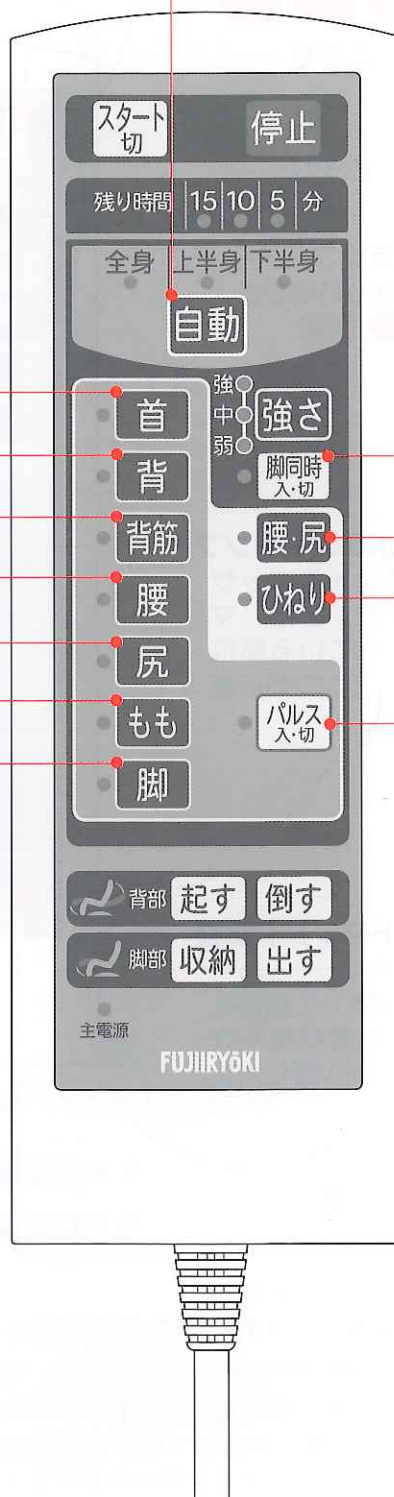 スタート
切
停止
残り時間 15 10 5 分
全身 上半身 下半身
自動
強
中
弱
強さ
首
脚同時
入・切
背
背筋
腰・尻
腰
ひねり
尻
もも
パルス
入・切
脚
背部 起す 倒す
脚部 収納 出す
主電源
FUJIIRYōKI